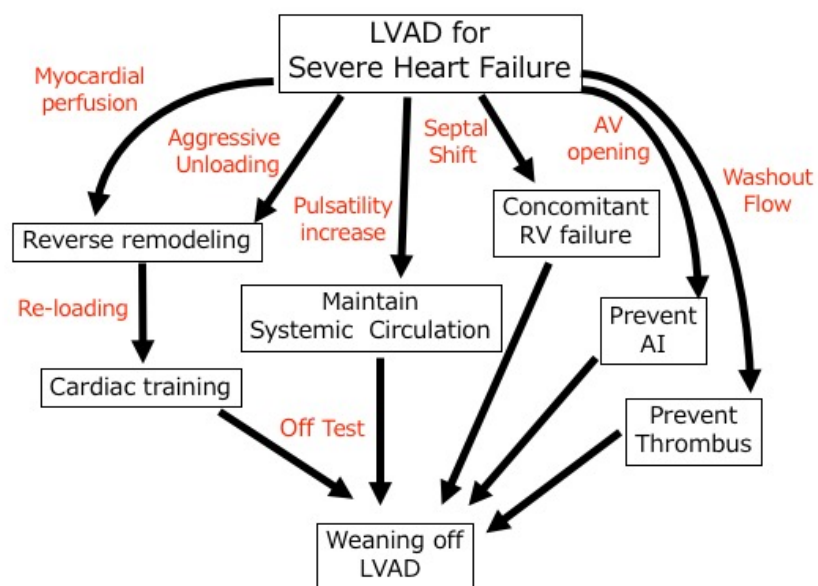 LVAD for
Severe Heart Failure
Myocardial
perfusion
Aggressive
Unloading
Septal
Shift
AV
opening
Washout
Flow
Pulsatility
increase
Concomitant
RV failure
Reverse remodeling
Re-loading
Maintain
Systemic Circulation
Prevent
AI
Cardiac training
Off Test
Prevent
Thrombus
Weaning off
LVAD